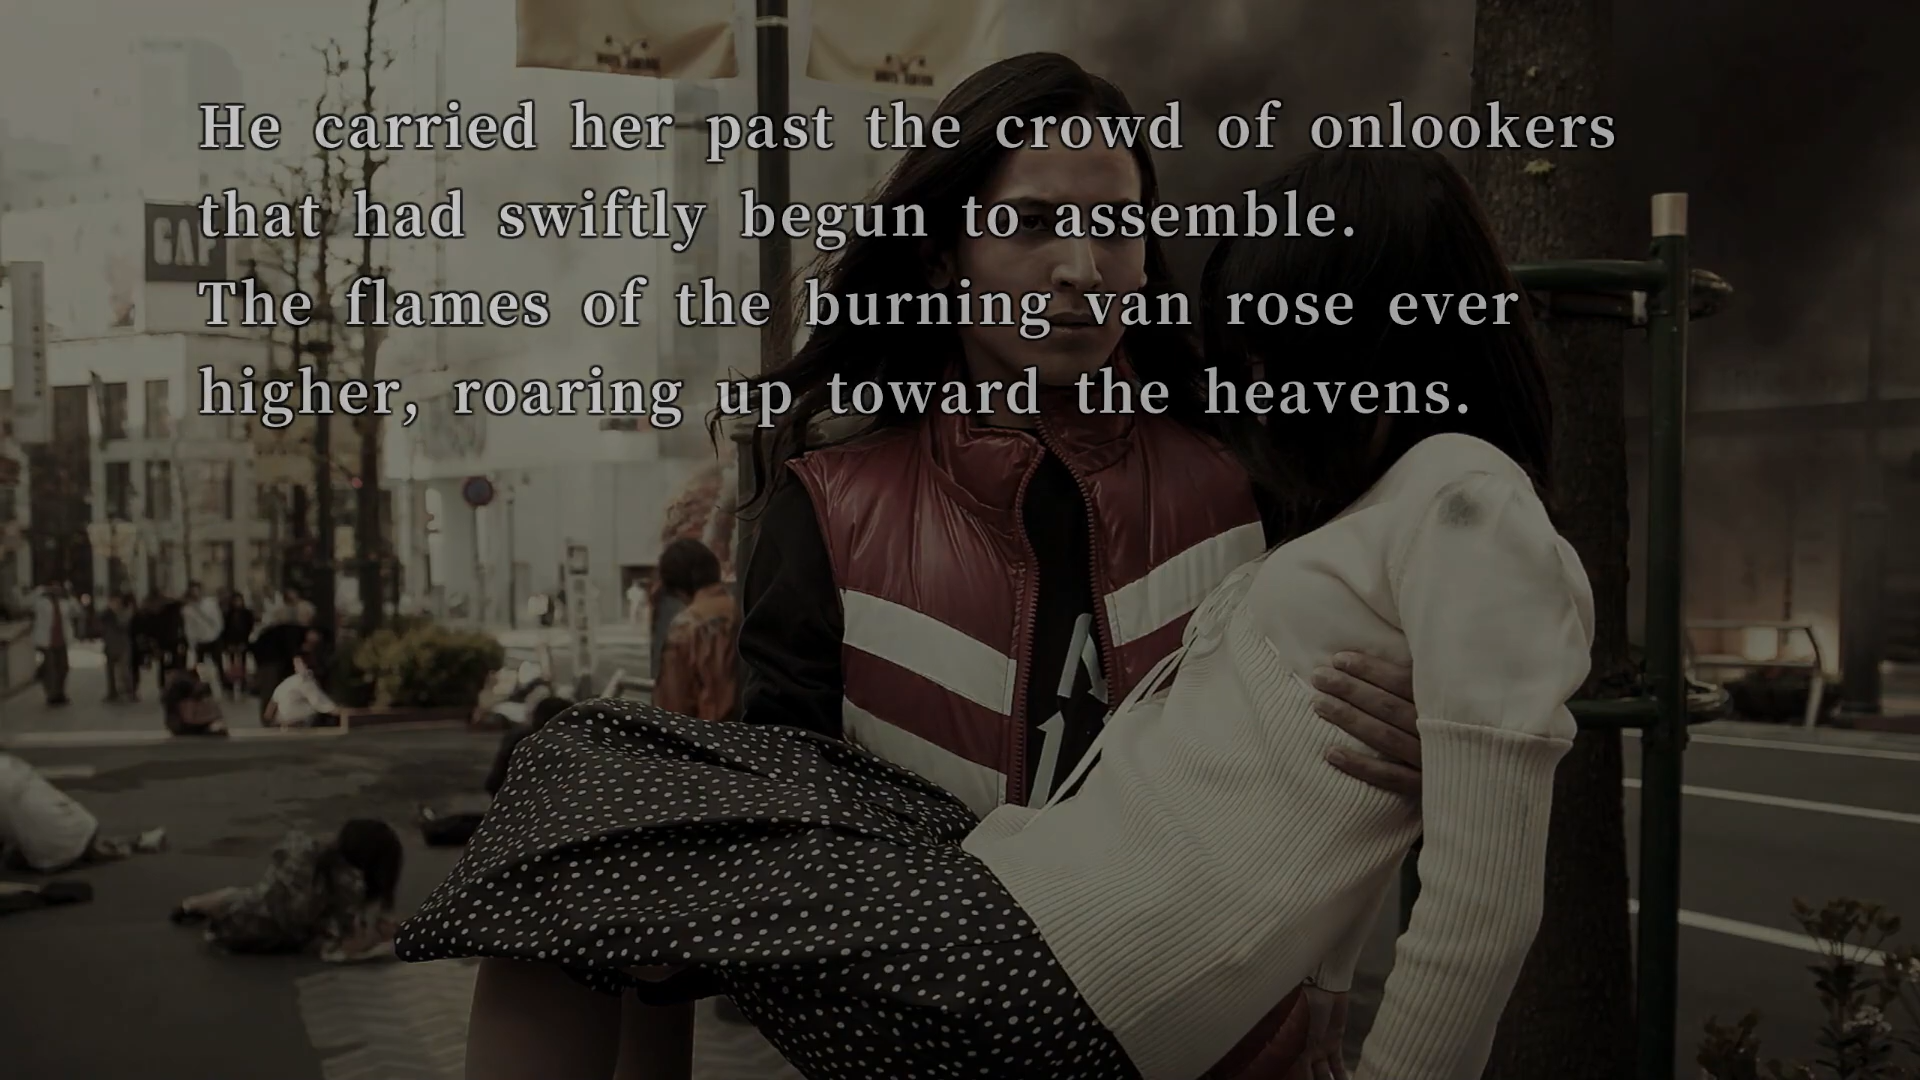 He carried her past the crowd of onlookers
that had swiftly begun to assemble.
The flames of the burning van rose ever
higher, roaring up toward the heavens.
GAP